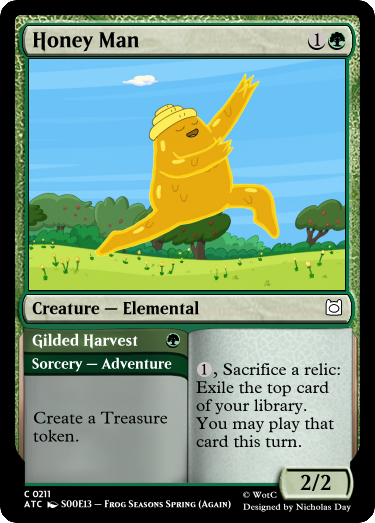 Honey Man 1
Creature — Elemental
Gilded Harvest
Sorcery — Adventure
Create a Treasure
token.
1, Sacrifice a relic:
Exile the top card
of your library.
You may play that
card this turn.
2/2
C 0211
ATC S00E13 – Frog Seasons Spring (Again)
© WotC
Designed by Nicholas Day